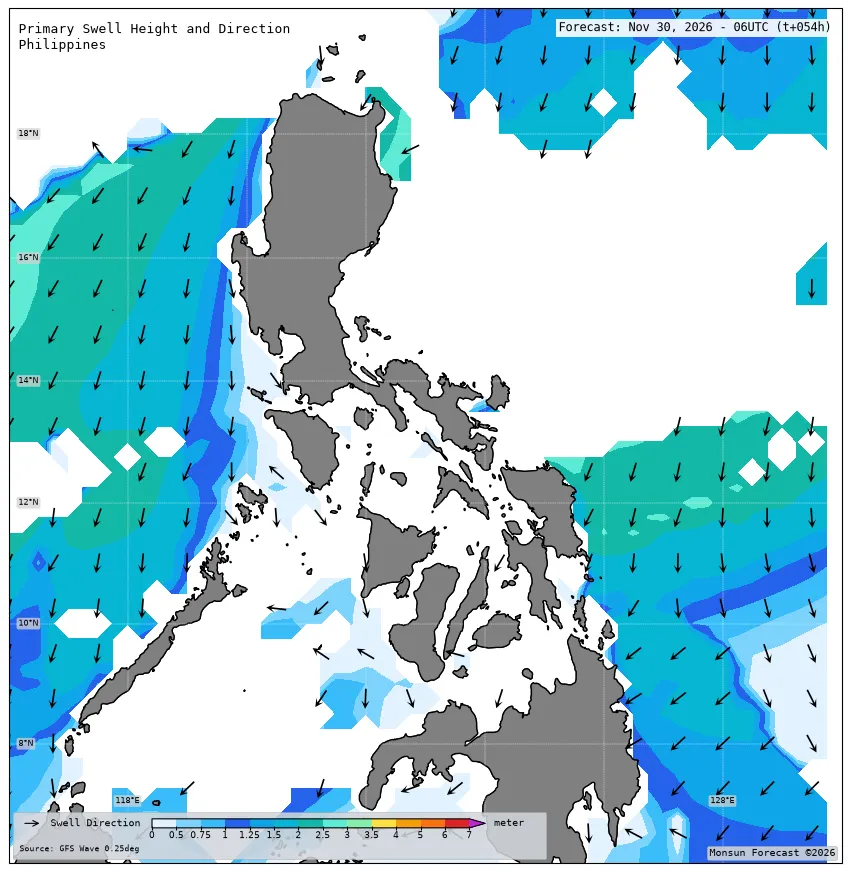 Primary Swell Height and Direction
Philippines
Forecast: Nov 30, 2026 - 06UTC (t+054h)
18°N
16°N
14°N
12°N
10°N
8°N
118°E
128°E
Swell Direction
0 0.5 0.75 1 1.25 1.5 2 2.5 3 3.5 4 5 6 7
meter
Source: GFS Wave 0.25deg
Monsun Forecast ©2026